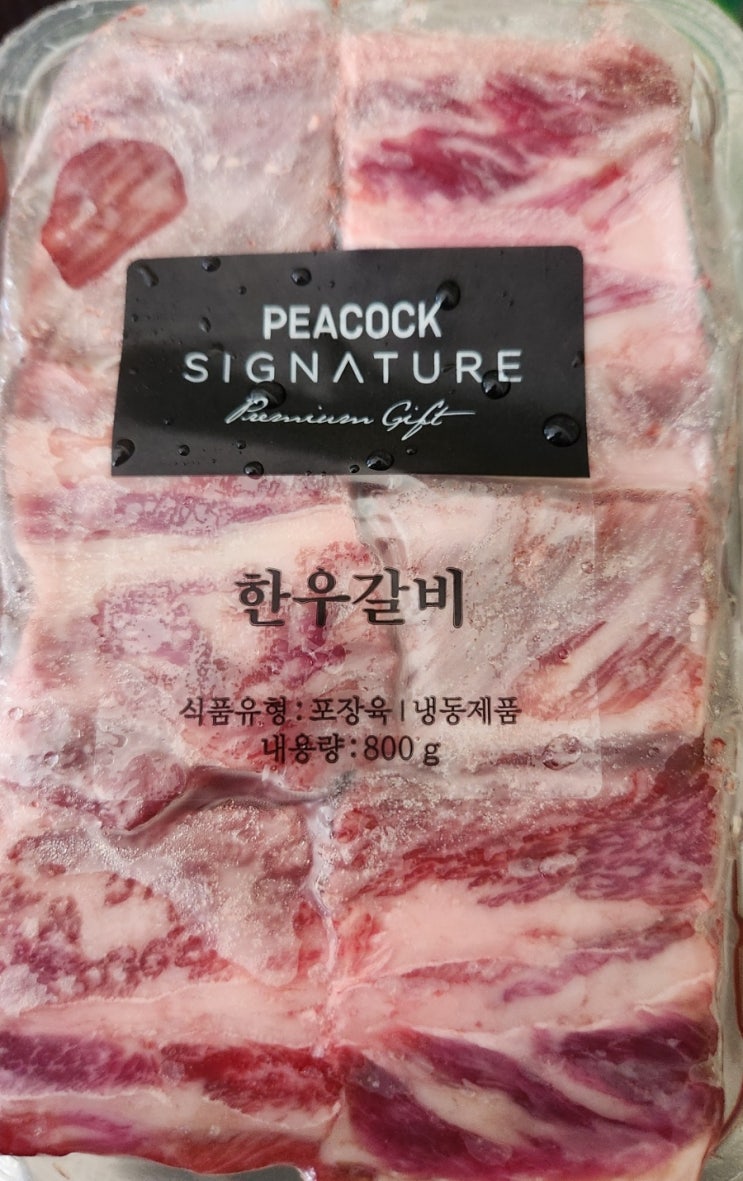 PEACOCK
SIGNATURE
Premium Gift
한우갈비
식품유형 : 포장육 | 냉동제품
내용량 : 800 g